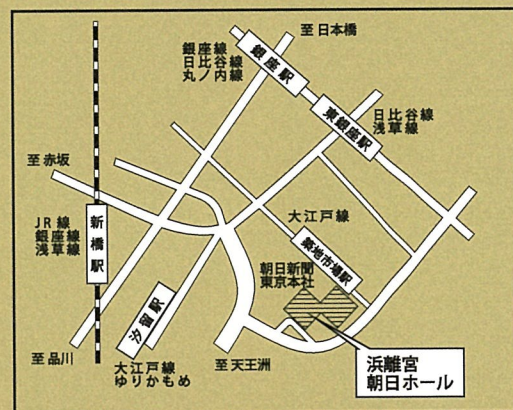 至 日本橋
銀座線
日比谷線
丸ノ内線
銀座駅
東銀座駅
日比谷線
浅草線
至 赤坂
新橋駅
JR線
銀座線
浅草線
大江戸線
築地市場駅
朝日新聞
東京本社
汐留駅
至 品川
大江戸線
ゆりかもめ
至 天王洲
浜離宮
朝日ホール